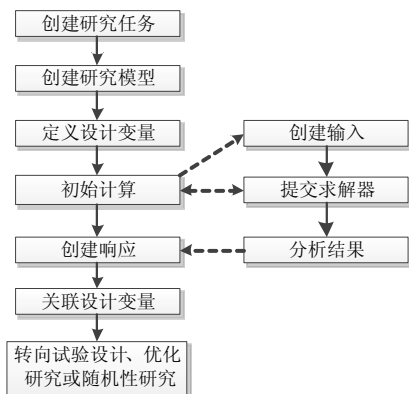 创建研究任务
创建研究模型
定义设计变量
初始计算
创建响应
关联设计变量
转向试验设计、优化
研究或随机性研究
创建输入
提交求解器
分析结果